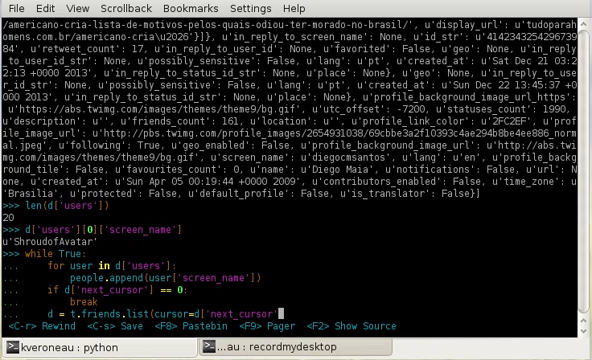 File Edit View Scrollback Bookmarks Settings Help
/americano-cria-lista-de-motivos-pelos-quais-odiou-ter-morado-no-brasil/', u'display_url': u'tudoparah
omens.com.br/americano-cria\u2026'}]}, u'in_reply_to_screen_name': None, u'id_str': u'4142343254296739
84', u'retweet_count': 17, u'in_reply_to_user_id': None, u'favorited': False, u'geo': None, u'in_reply
_to_user_id_str': None, u'possibly_sensitive': False, u'lang': u'pt', u'created_at': u'Sat Dec 21 03:2
2:13 +0000 2013', u'in_reply_to_status_id_str': None, u'place': None}, u'geo': None, u'in_reply_to_use
r_id_str': None, u'possibly_sensitive': False, u'lang': u'pt', u'created_at': u'Sun Dec 22 13:45:37 +0
000 2013', u'in_reply_to_status_id_str': None, u'place': None}, u'profile_background_image_url_https':
u'https://abs.twimg.com/images/themes/theme9/bg.gif', u'utc_offset': -7200, u'statuses_count': 1990,
u'description': u'', u'friends_count': 161, u'location': u'', u'profile_link_color': u'2FC2EF', u'prof
ile_image_url': u'http://pbs.twimg.com/profile_images/2654931038/69cbbe3a2f10393c4ae294b8be4ee886_norm
al.jpeg', u'following': True, u'geo_enabled': False, u'profile_background_image_url': u'http://abs.twi
mg.com/images/themes/theme9/bg.gif', u'screen_name': u'diegocmsantos', u'lang': u'en', u'profile_backg
round_tile': False, u'favourites_count': 0, u'name': u'Diego Maia', u'notifications': False, u'url': N
one, u'created_at': u'Sun Apr 05 00:19:44 +0000 2009', u'contributors_enabled': False, u'time_zone': u
'Brasilia', u'protected': False, u'default_profile': False, u'is_translator': False}]
>>> len(d['users'])
20
>>> d['users'][0]['screen_name']
u'ShroudofAvatar'
>>> while True:
... for user in d['users']:
... people.append(user['screen_name'])
... if d['next_cursor'] == 0:
... break
... d = t.friends.list(cursor=d['next_cursor'
<C-r> Rewind <C-s> Save <F8> Pastebin <F9> Pager <F2> Show Source
kveroneau : python
...au : recordmydesktop